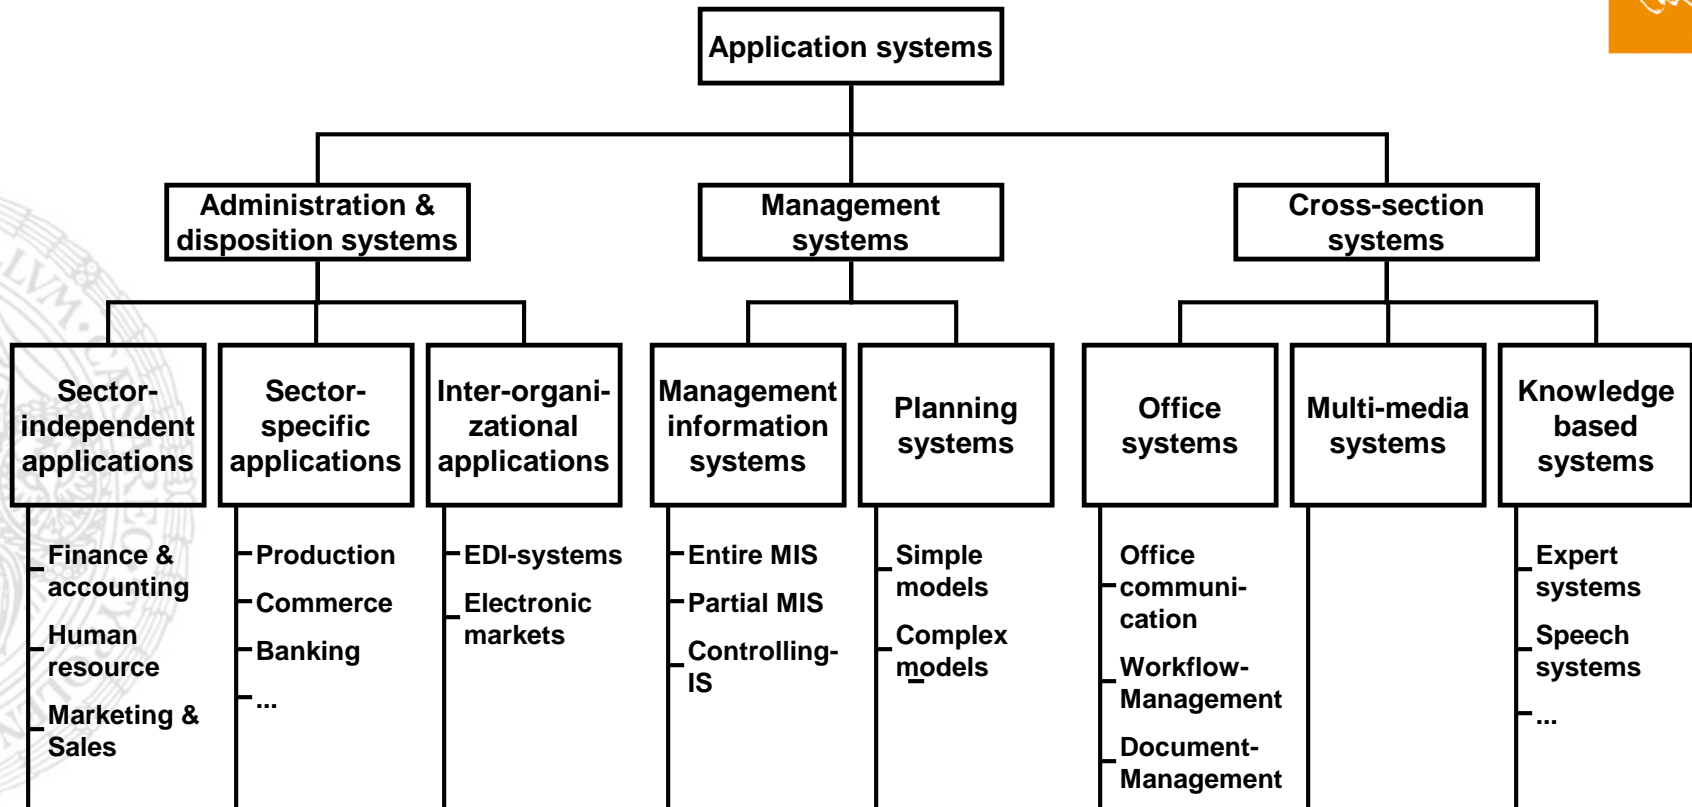 Application systems
Administration &
disposition systems
Management
systems
Cross-section
systems
Sector-
independent
applications
Sector-
specific
applications
Inter-organi-
zational
applications
Management
information
systems
Planning
systems
Office
systems
Multi-media
systems
Knowledge
based
systems
Finance &
accounting
Human
resource
Marketing &
Sales
Production
Commerce
Banking
...
EDI-systems
Electronic
markets
Entire MIS
Partial MIS
Controlling-
IS
Simple
models
Complex
models
Office
communi-
cation
Workflow-
Management
Document-
Management
Expert
systems
Speech
systems
...